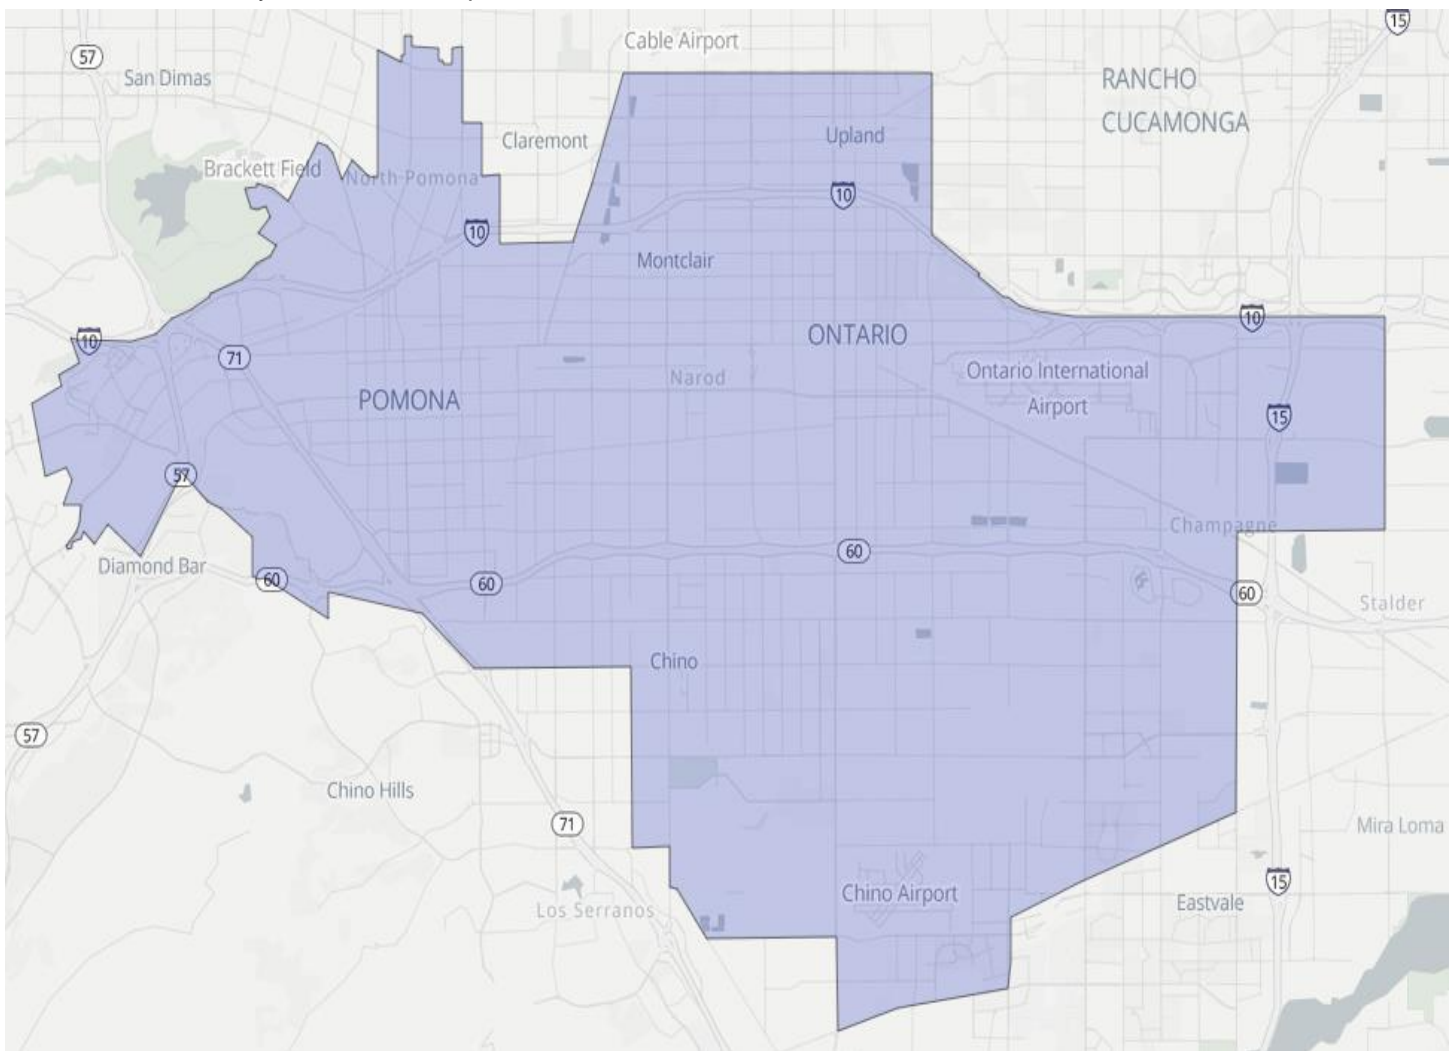 15
Cable Airport
57
San Dimas
RANCHO
CUCAMONGA
Claremont
Upland
Brackett Field
North Pomona
10
10
Montclair
10
10
ONTARIO
71
Ontario International
Airport
Narod
POMONA
15
57
Champagne
60
Diamond Bar
60
60
60
Stalder
Chino
57
Chino Hills
71
Mira Loma
15
Chino Airport
Eastvale
Los Serranos